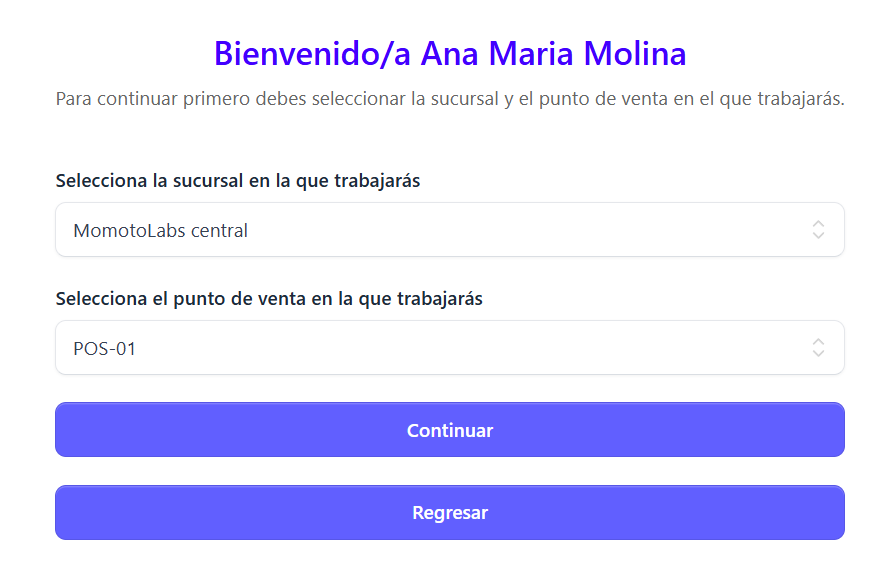 Bienvenido/a Ana Maria Molina
Para continuar primero debes seleccionar la sucursal y el punto de venta en el que trabajarás.
Selecciona la sucursal en la que trabajarás
MomotoLabs central
Selecciona el punto de venta en la que trabajarás
POS-01
Continuar
Regresar